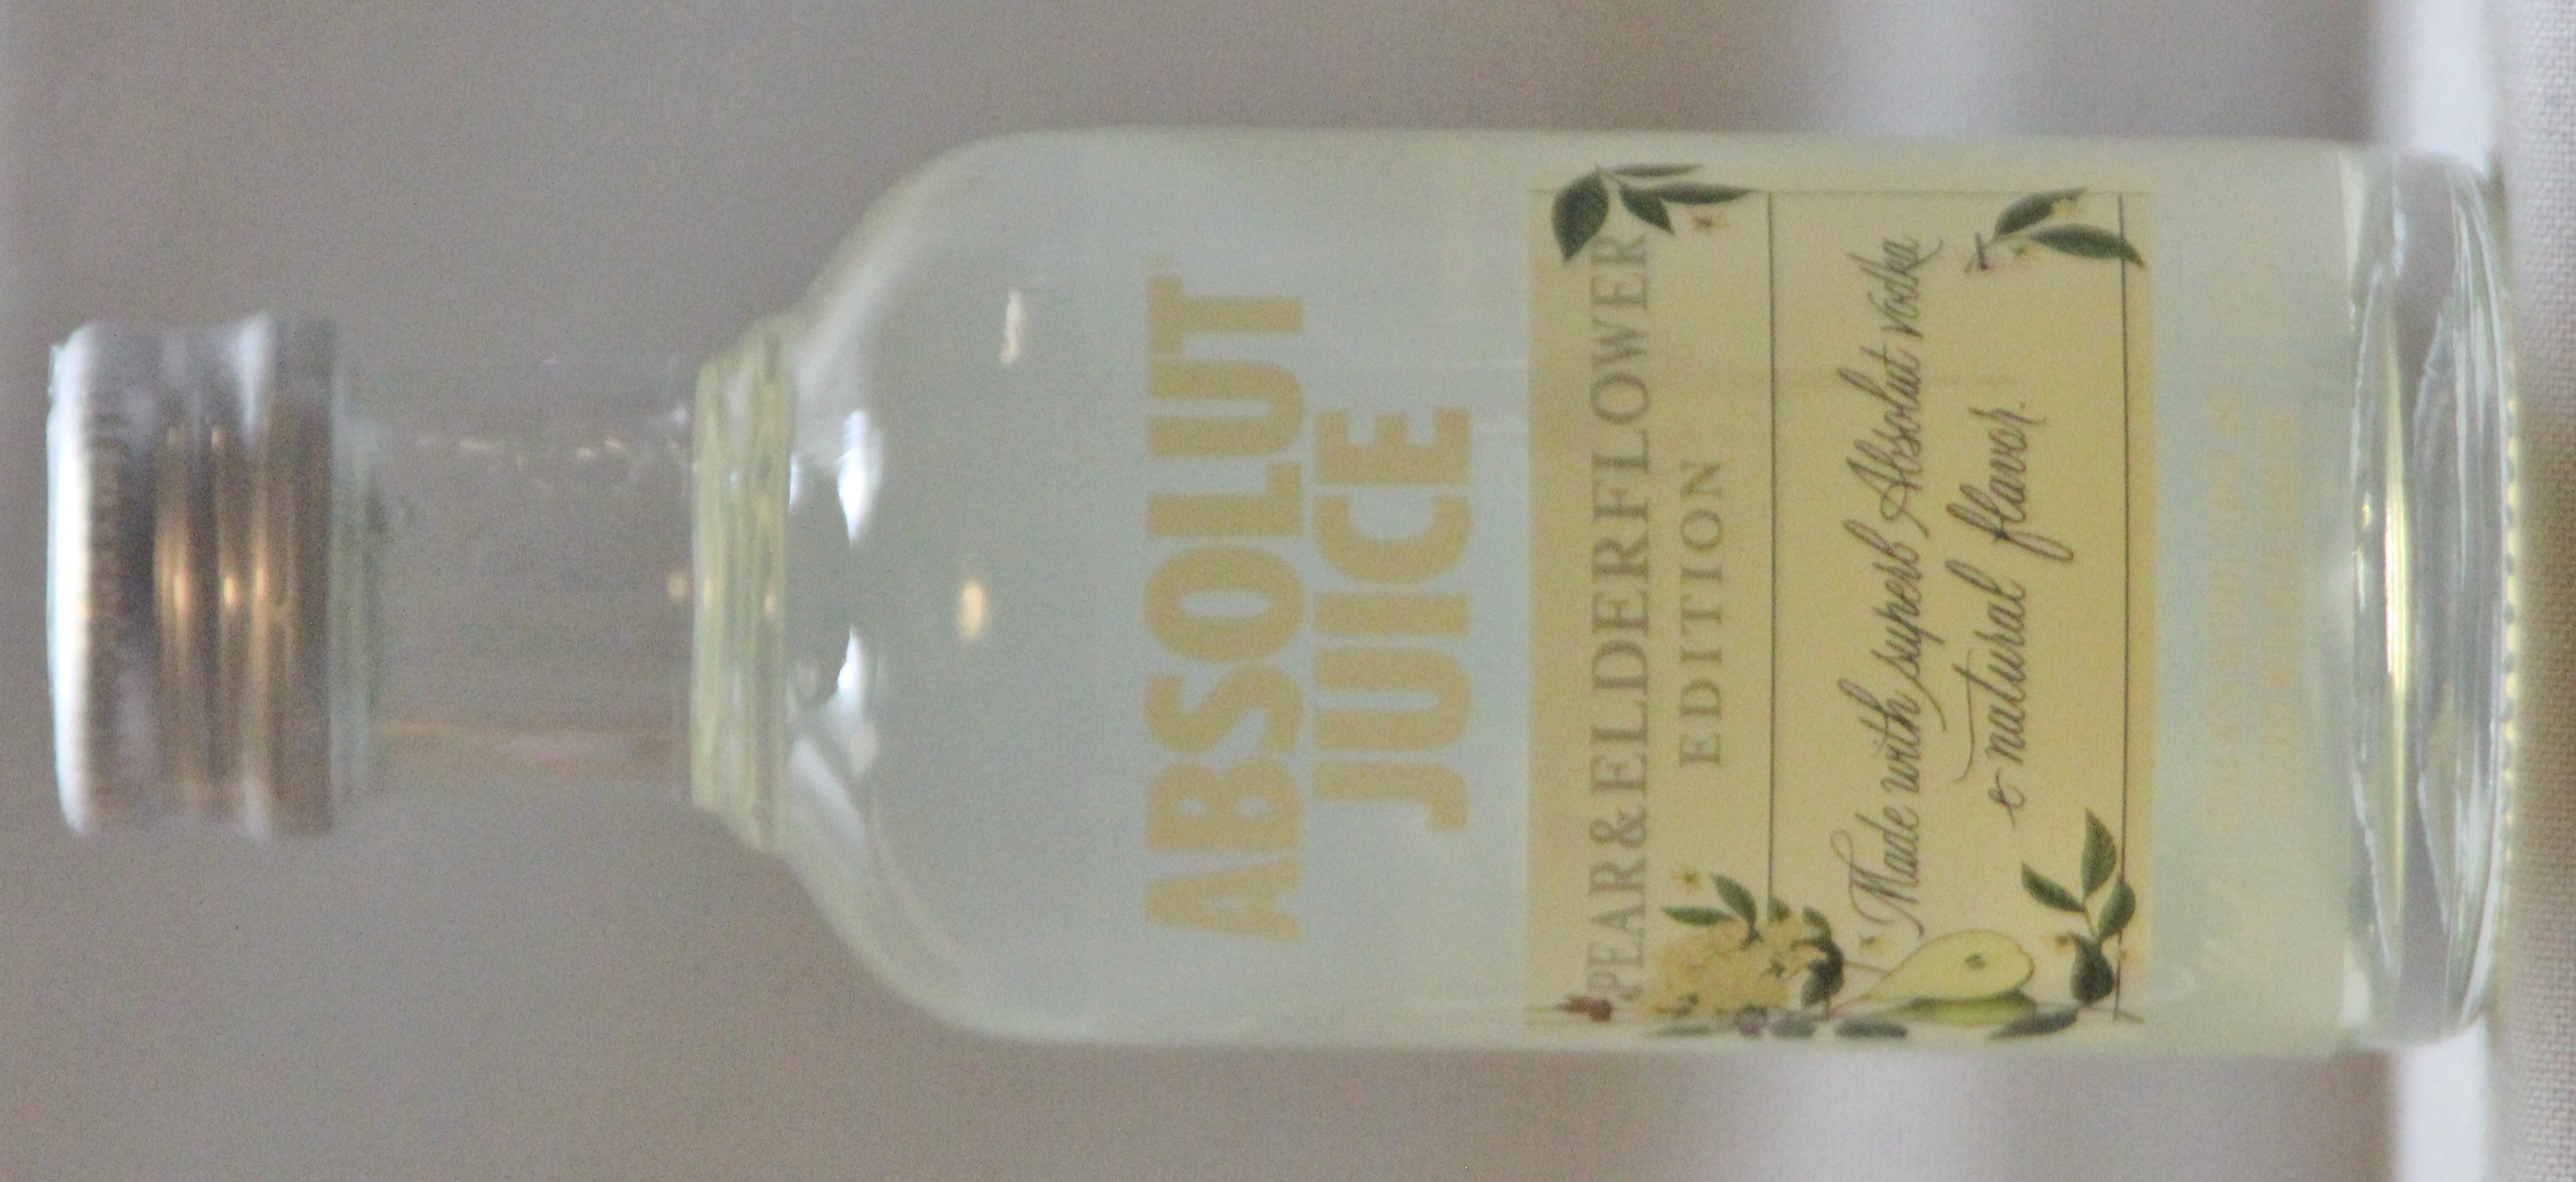 ABSOLUT
JUICE
PEAR&ELDERFLOWER
EDITION
Made with superb Absolut vodka
& natural flavor.